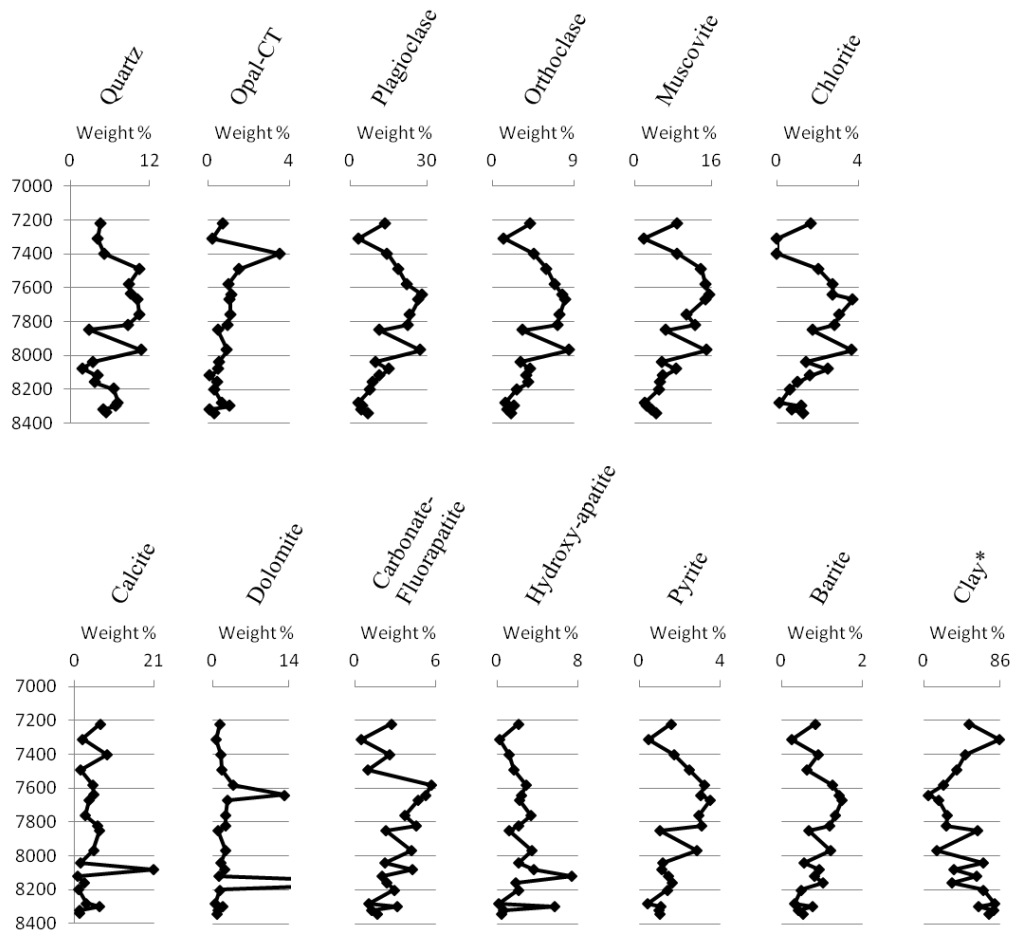 Quartz Opal-CT Plagioclase Orthoclase Muscovite Chlorite
Weight % Weight % Weight % Weight % Weight % Weight %
0 12 0 4 0 30 0 9 0 16 0 4
7000
7200
7400
7600
7800
8000
8200
8400
Calcite Dolomite Carbonate-
Fluorapatite Hydroxy-apatite Pyrite Barite Clay*
Weight % Weight % Weight % Weight % Weight % Weight % Weight %
0 21 0 14 0 6 0 8 0 4 0 2 0 86
7000
7200
7400
7600
7800
8000
8200
8400